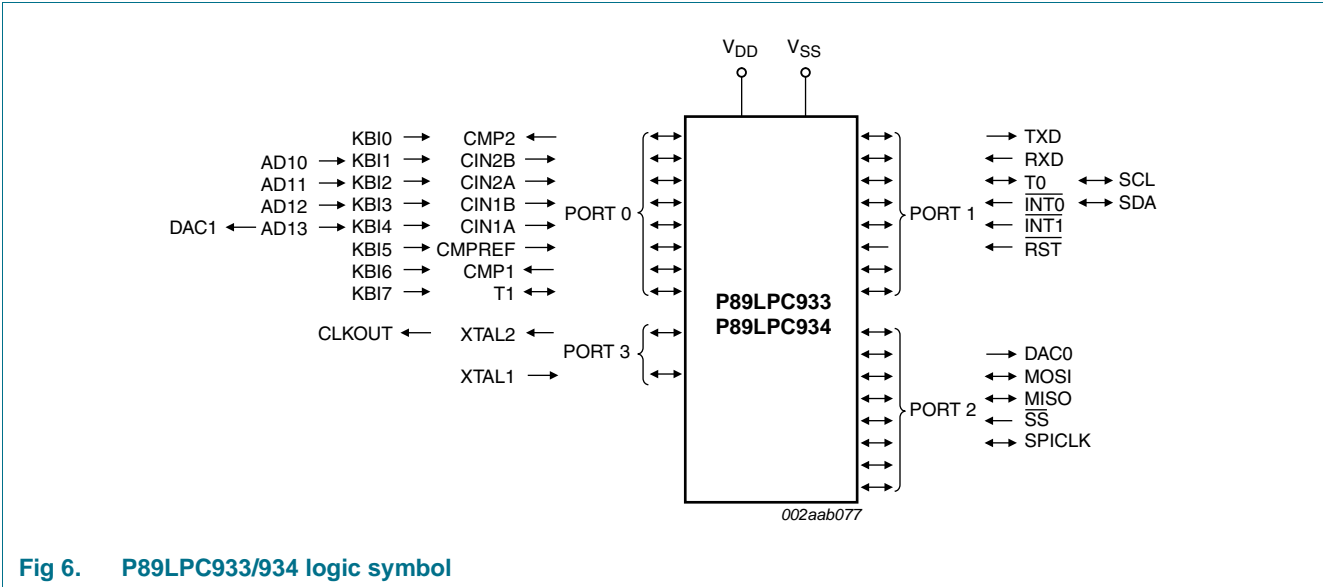 VDD VSS
KBI0 CMP2 TXD
AD10 KBI1 CIN2B RXD
AD11 KBI2 CIN2A T0 SCL
AD12 KBI3 CIN1B PORT 0 PORT 1 INT0 SDA
DAC1 AD13 KBI4 CIN1A INT1
KBI5 CMPREF RST
KBI6 CMP1
KBI7 T1
P89LPC933
P89LPC934
CLKOUT XTAL2
PORT 3 DAC0
XTAL1 MOSI
MISO
PORT 2 SS
SPICLK
002aab077
Fig 6. P89LPC933/934 logic symbol